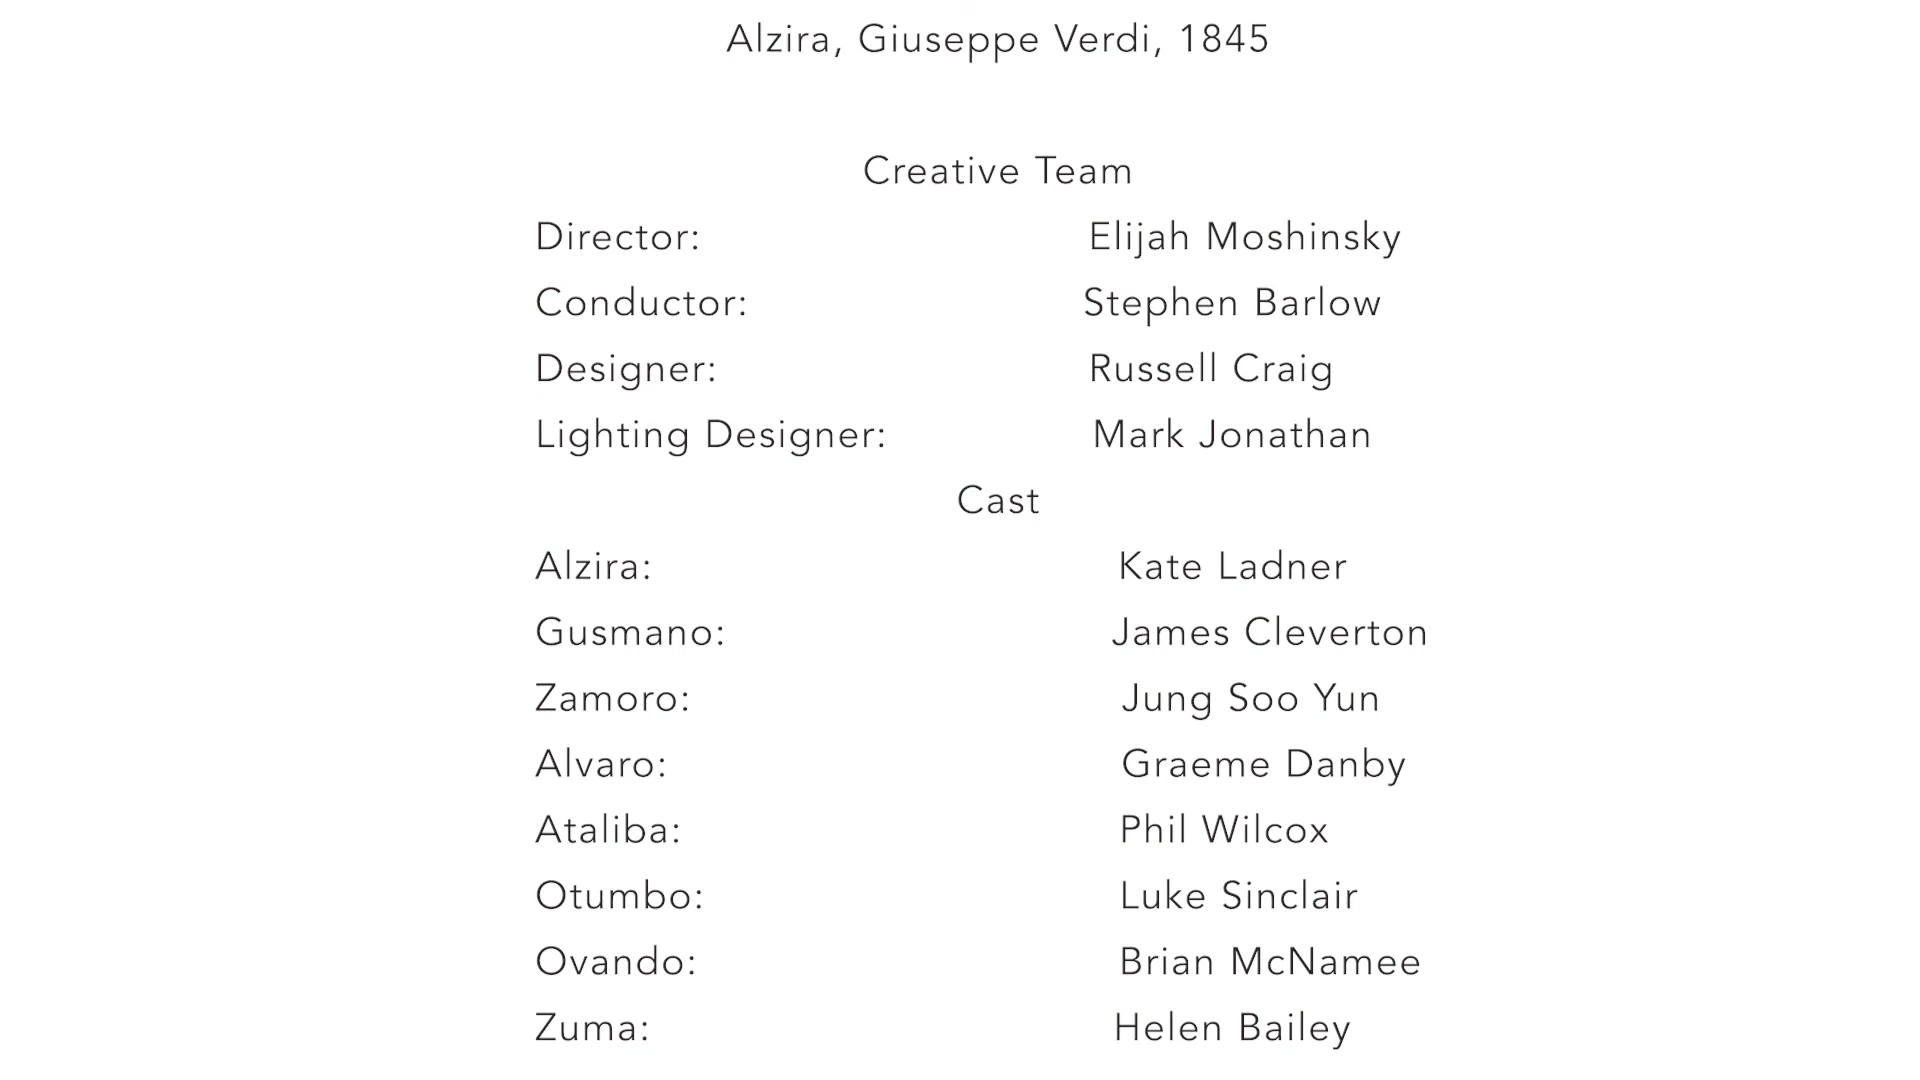 Alzira, Giuseppe Verdi, 1845
Creative Team
Director: Elijah Moshinsky
Conductor: Stephen Barlow
Designer: Russell Craig
Lighting Designer: Mark Jonathan
Cast
Alzira: Kate Ladner
Gusmano: James Cleverton
Zamoro: Jung Soo Yun
Alvaro: Graeme Danby
Ataliba: Phil Wilcox
Otumbo: Luke Sinclair
Ovando: Brian McNamee
Zuma: Helen Bailey